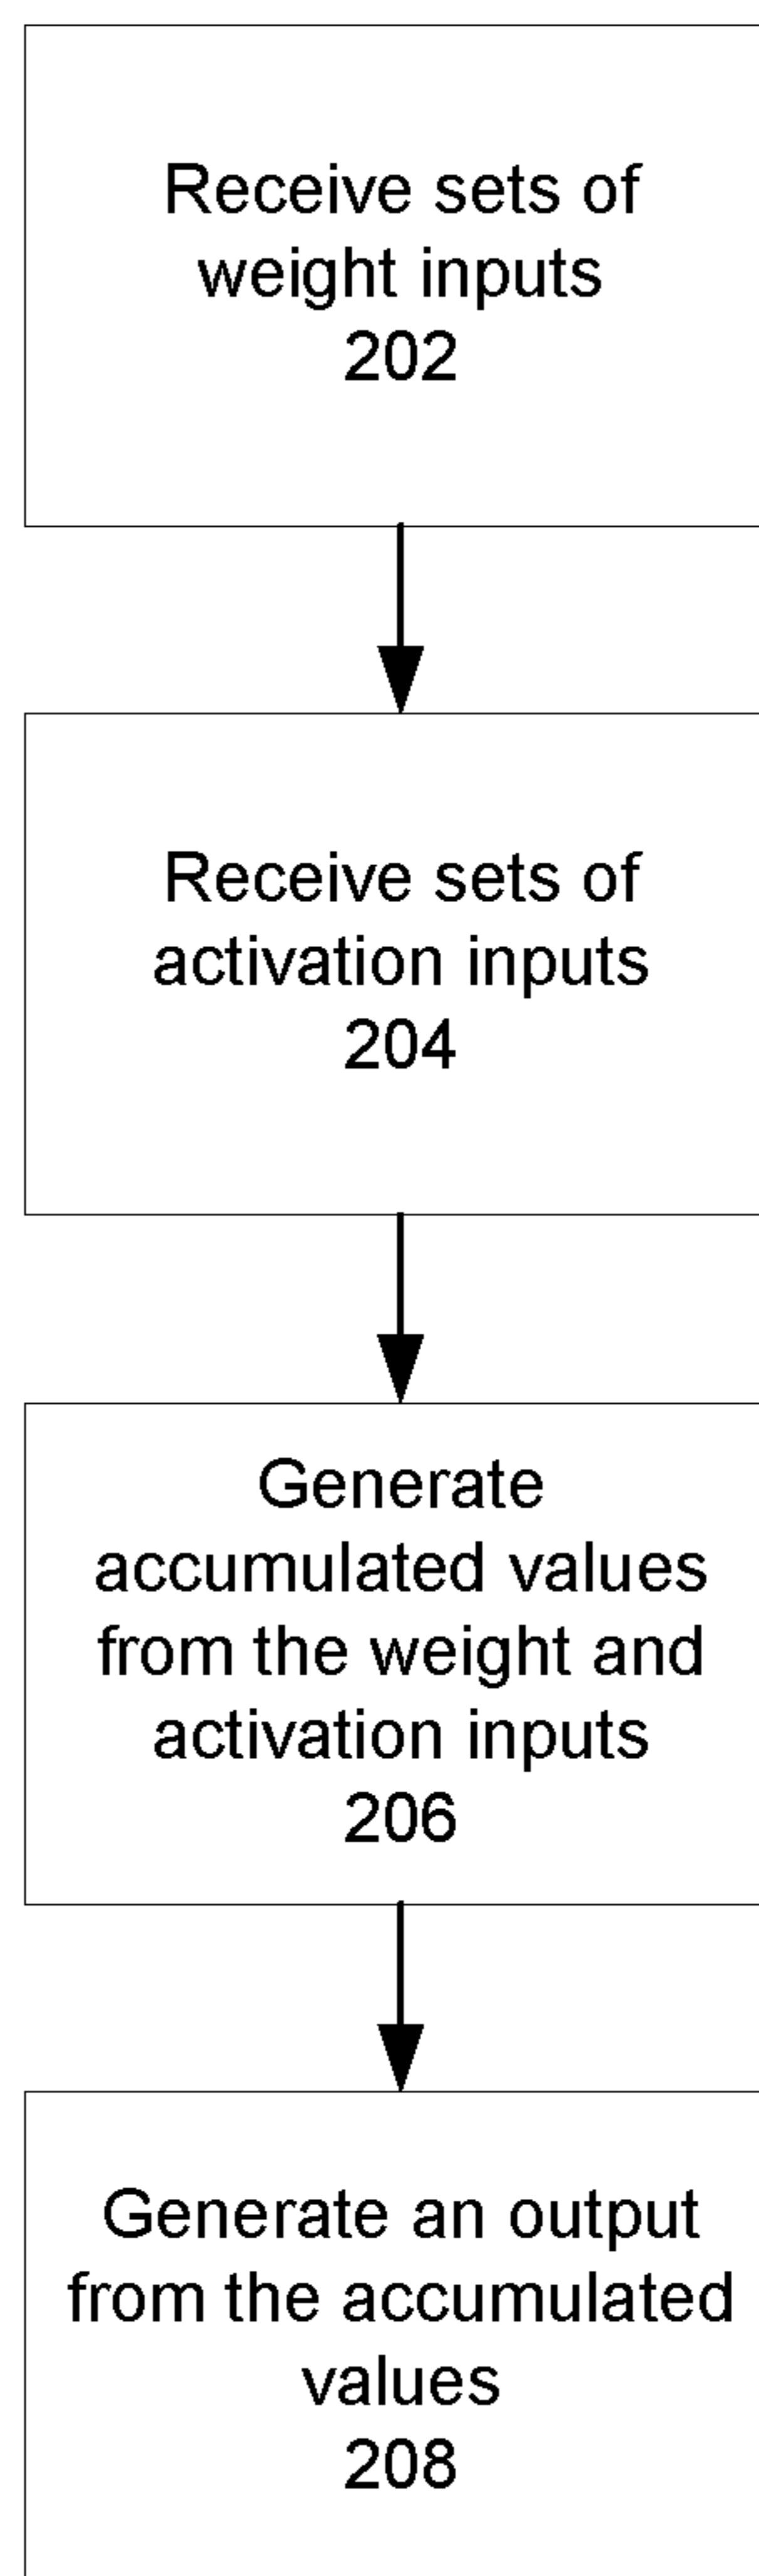 Receive sets of
weight inputs
202
Receive sets of
activation inputs
204
Generate
accumulated values
from the weight and
activation inputs
206
Generate an output
from the accumulated
values
208